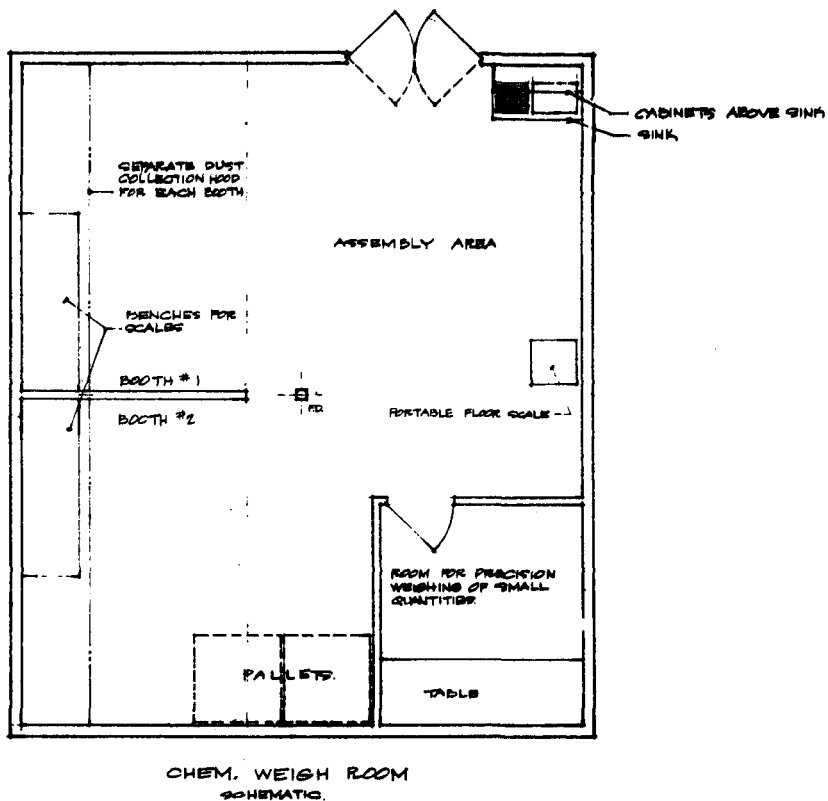 CABINETS ABOVE SINK
SINK
SEPARATE DUST
COLLECTION HOOD
FOR EACH BOOTH
ASSEMBLY AREA
BENCHES FOR
SCALES
BOOTH #1
F.D.
BOOTH #2
PORTABLE FLOOR SCALE
ROOM FOR PRECISION
WEIGHING OF SMALL
QUANTITIES.
PALLETS.
TABLE
CHEM. WEIGH ROOM
SCHEMATIC.